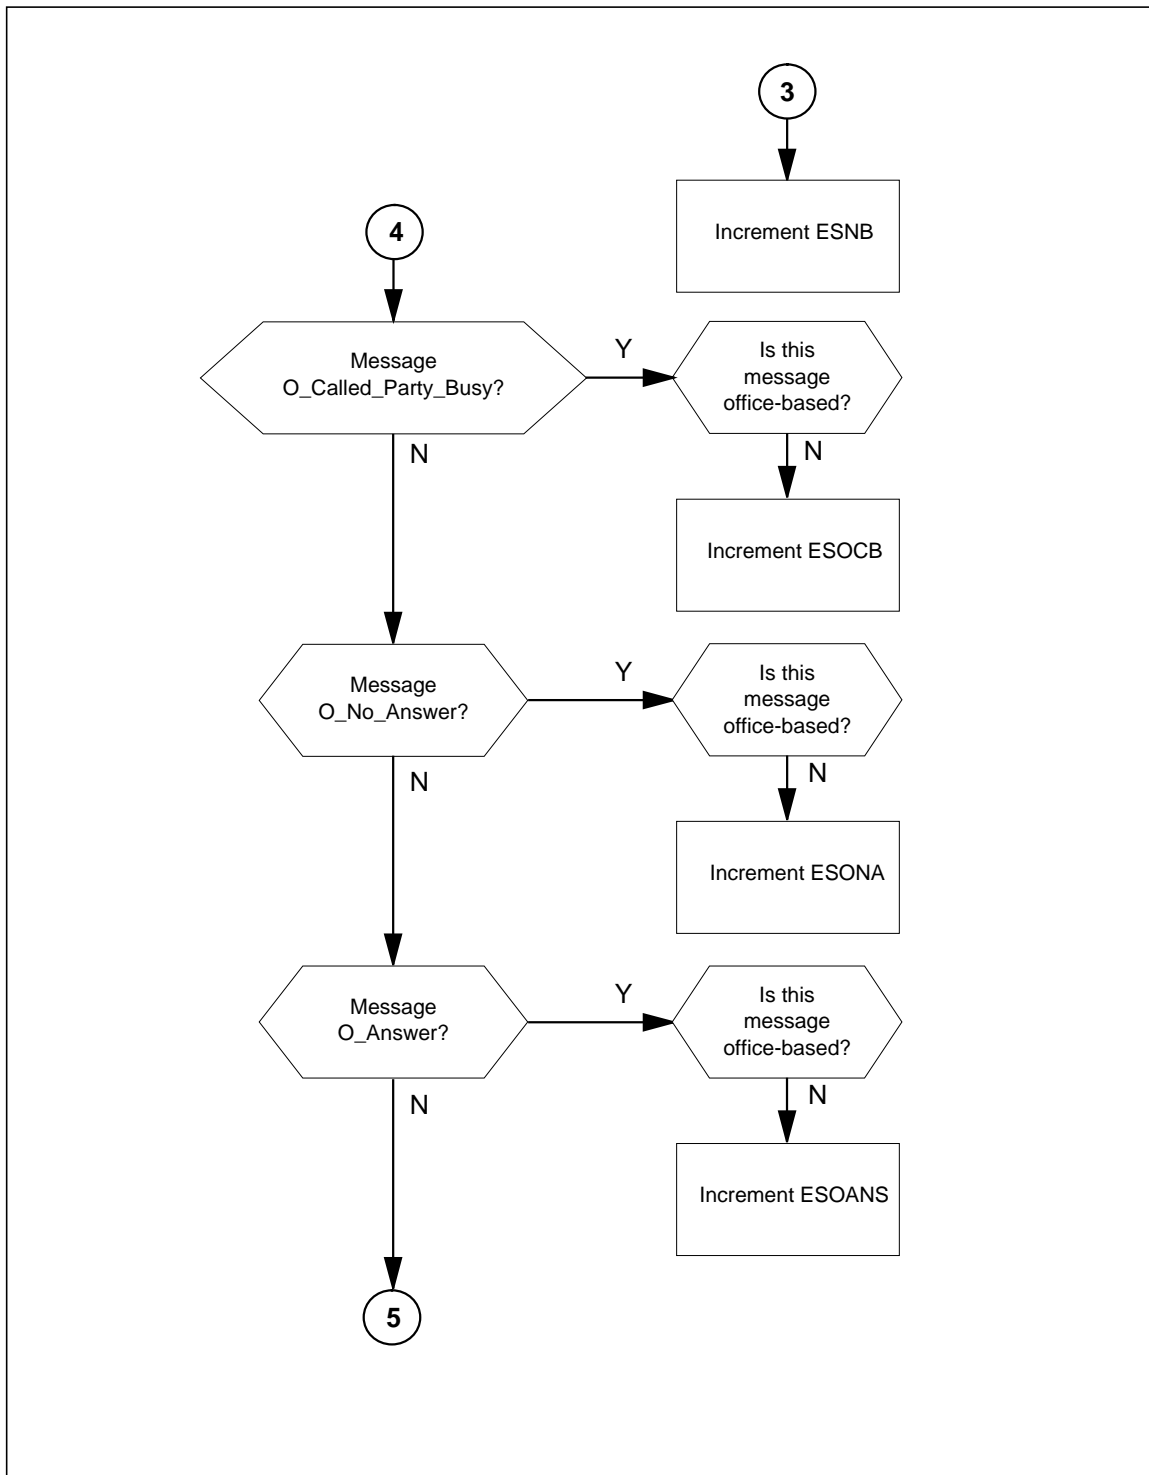 3
Increment ESNB
4
Message
O_Called_Party_Busy?
Y
Is this
message
office-based?
N
N
Increment ESOCB
Message
O_No_Answer?
Y
Is this
message
office-based?
N
N
Increment ESONA
Message
O_Answer?
Y
Is this
message
office-based?
N
N
Increment ESOANS
5